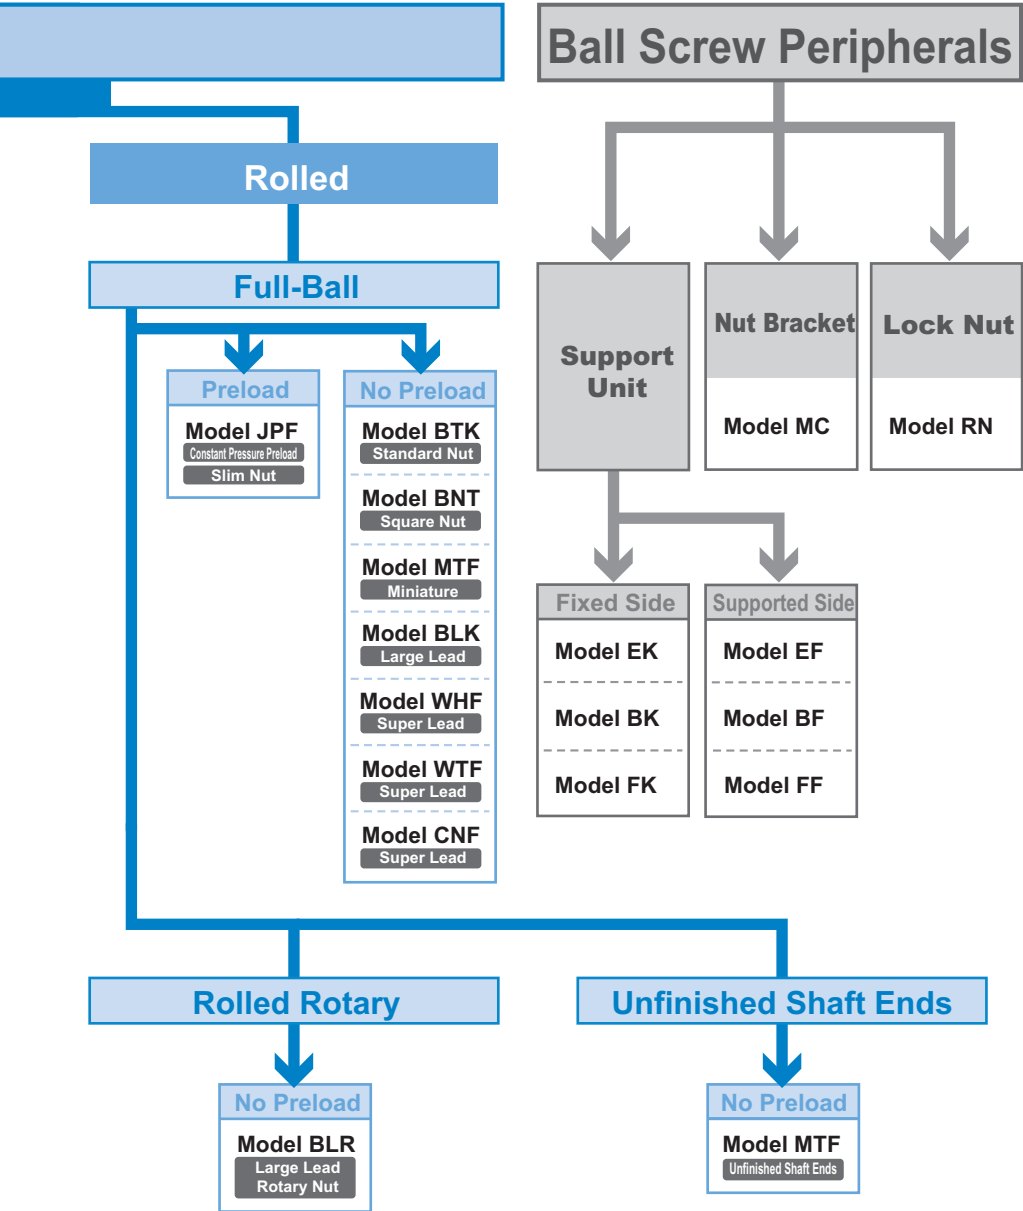 Ball Screw Peripherals
Rolled
Full-Ball
Preload
Model JPF
Constant Pressure Preload
Slim Nut
No Preload
Model BTK
Standard Nut
Model BNT
Square Nut
Model MTF
Miniature
Model BLK
Large Lead
Model WHF
Super Lead
Model WTF
Super Lead
Model CNF
Super Lead
Support
Unit
Nut Bracket
Model MC
Lock Nut
Model RN
Fixed Side
Model EK
Model BK
Model FK
Supported Side
Model EF
Model BF
Model FF
Rolled Rotary
No Preload
Model BLR
Large Lead
Rotary Nut
Unfinished Shaft Ends
No Preload
Model MTF
Unfinished Shaft Ends